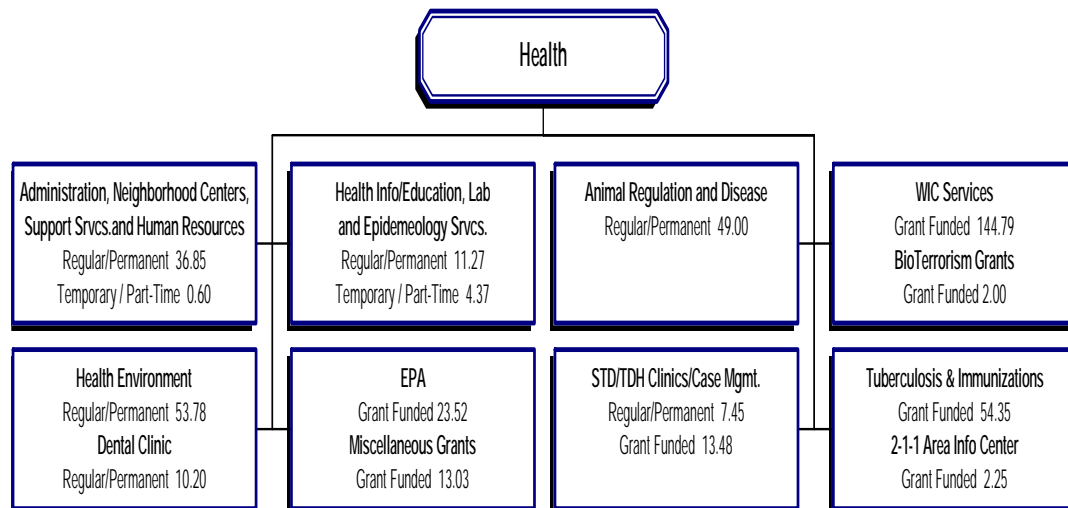 Health
Administration, Neighborhood Centers,
Support Srvcs.and Human Resources
Regular/Permanent 36.85
Temporary / Part-Time 0.60
Health Info/Education, Lab
and Epidemeology Srvcs.
Regular/Permanent 11.27
Temporary / Part-Time 4.37
Animal Regulation and Disease
Regular/Permanent 49.00
WIC Services
Grant Funded 144.79
BioTerrorism Grants
Grant Funded 2.00
Health Environment
Regular/Permanent 53.78
Dental Clinic
Regular/Permanent 10.20
EPA
Grant Funded 23.52
Miscellaneous Grants
Grant Funded 13.03
STD/TDH Clinics/Case Mgmt.
Regular/Permanent 7.45
Grant Funded 13.48
Tuberculosis & Immunizations
Grant Funded 54.35
2-1-1 Area Info Center
Grant Funded 2.25